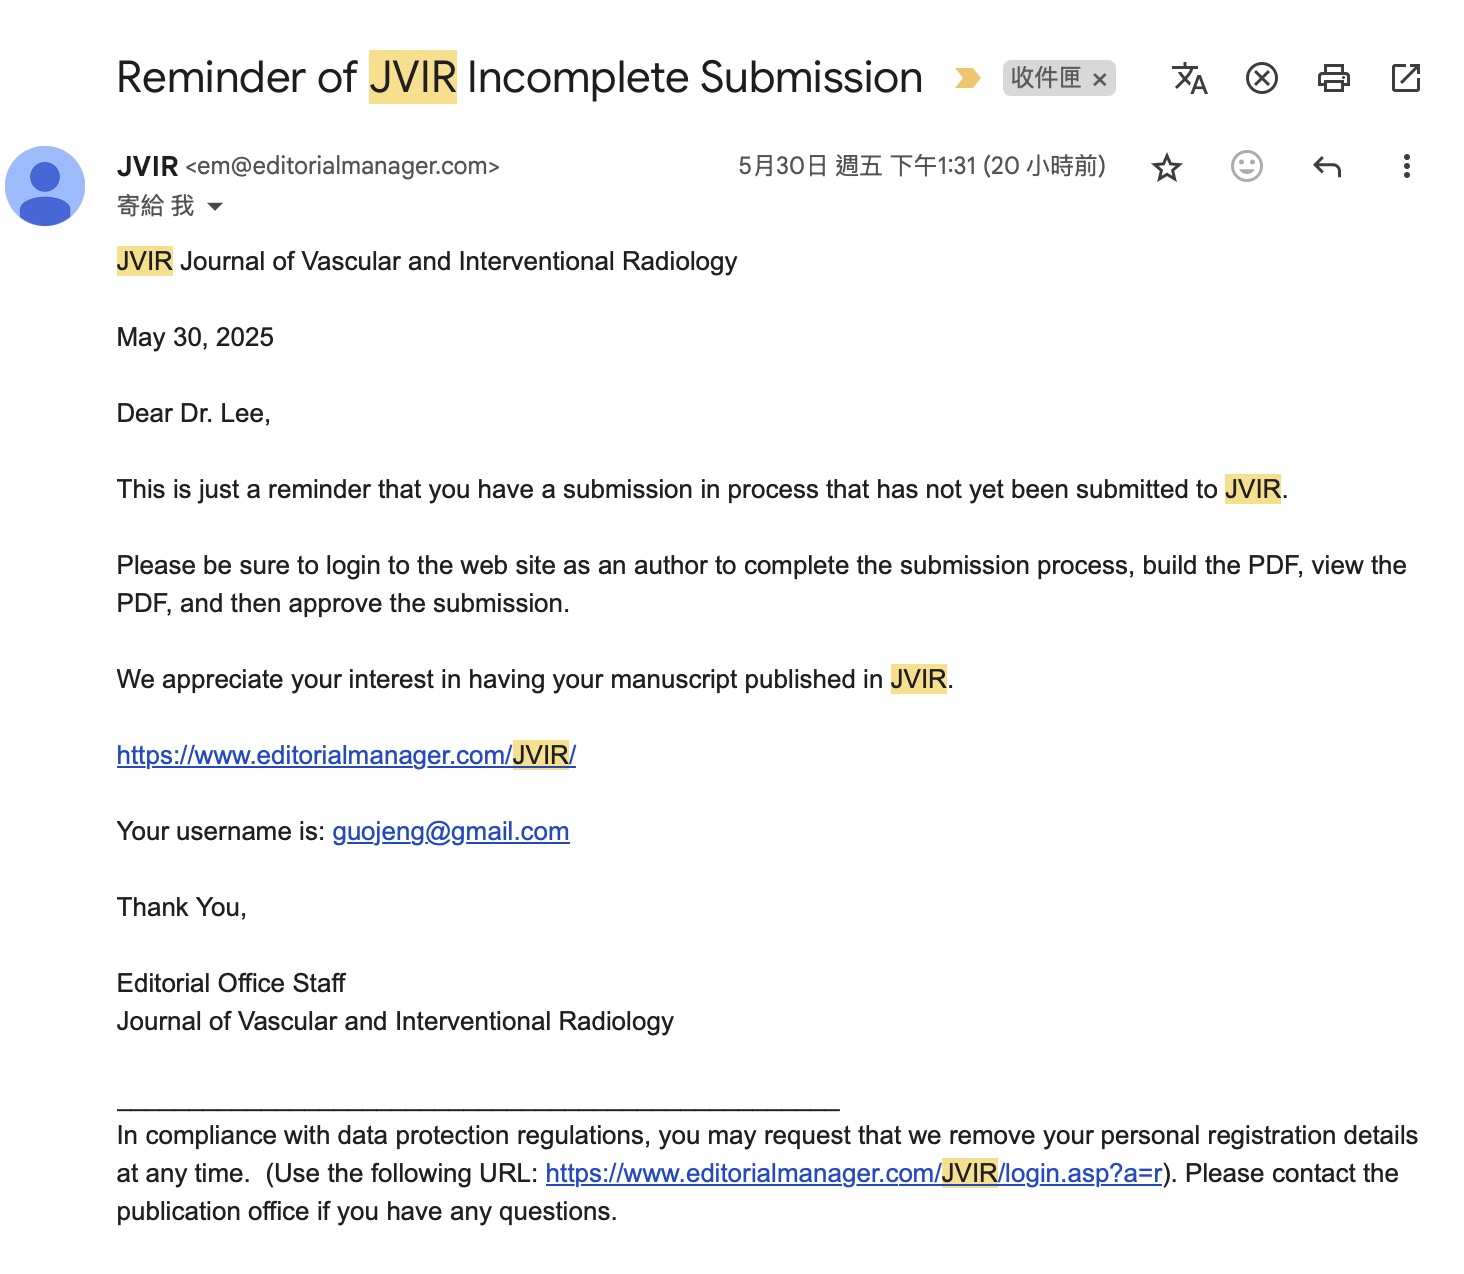 Reminder of JVIR Incomplete Submission 收件匣 ×
JVIR <em@editorialmanager.com> 5月30日 週五 下午1:31 (20 小時前)
寄給 我
JVIR Journal of Vascular and Interventional Radiology
May 30, 2025
Dear Dr. Lee,
This is just a reminder that you have a submission in process that has not yet been submitted to JVIR.
Please be sure to login to the web site as an author to complete the submission process, build the PDF, view the
PDF, and then approve the submission.
We appreciate your interest in having your manuscript published in JVIR.
https://www.editorialmanager.com/JVIR/
Your username is: guojeng@gmail.com
Thank You,
Editorial Office Staff
Journal of Vascular and Interventional Radiology
__________________________________________________
In compliance with data protection regulations, you may request that we remove your personal registration details
at any time.  (Use the following URL: https://www.editorialmanager.com/JVIR/login.asp?a=r). Please contact the
publication office if you have any questions.